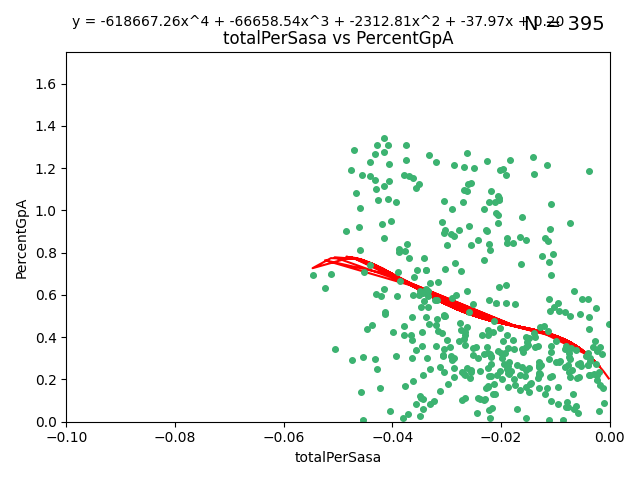 y = -618667.26x^4 + -66658.54x^3 + -2312.81x^2 + -37.97x + 0.20
N = 395
totalPerSasa vs PercentGpA
PercentGpA
1.6
1.4
1.2
1.0
0.8
0.6
0.4
0.2
0.0
−0.10 −0.08 −0.06 −0.04 −0.02 0.00
totalPerSasa